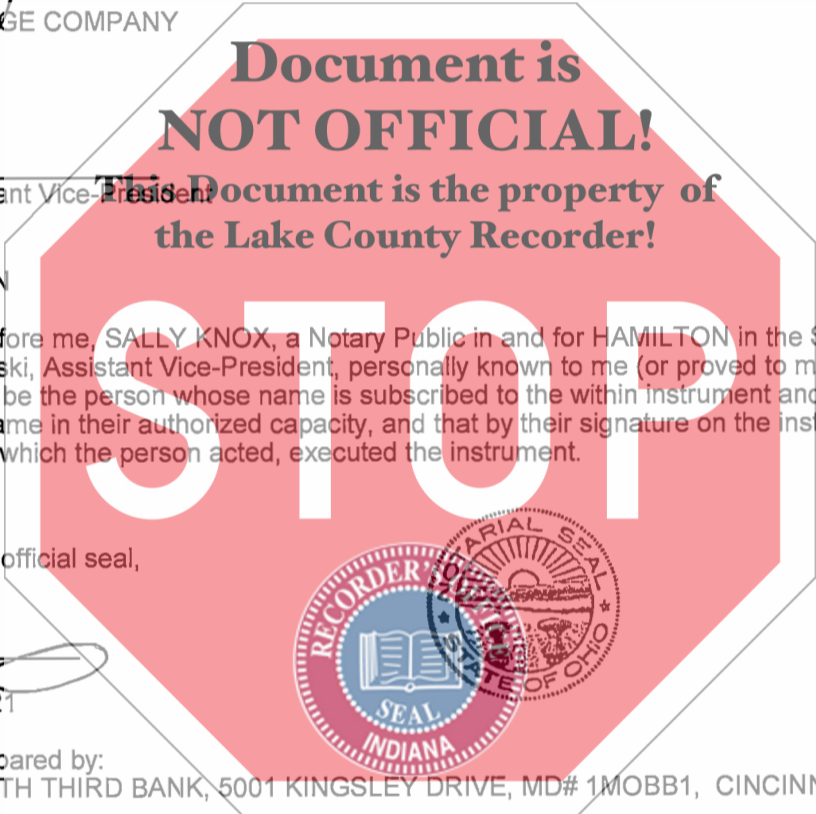 GE COMPANY
Document is
NOT OFFICIAL!
ant Vice-President
This Document is the property of
the Lake County Recorder!
N
STOP
fore me, SALLY KNOX, a Notary Public in and for HAMILTON in the S
ski, Assistant Vice-President, personally known to me (or proved to m
be the person whose name is subscribed to the within instrument and
ame in their authorized capacity, and that by their signature on the inst
which the person acted, executed the instrument.
official seal,
RECORDER'S OFFICE
SEAL
INDIANA
NOTARIAL SEAL
STATE OF OHIO
21
pared by:
TH THIRD BANK, 5001 KINGSLEY DRIVE, MD# 1MOBB1, CINCINN